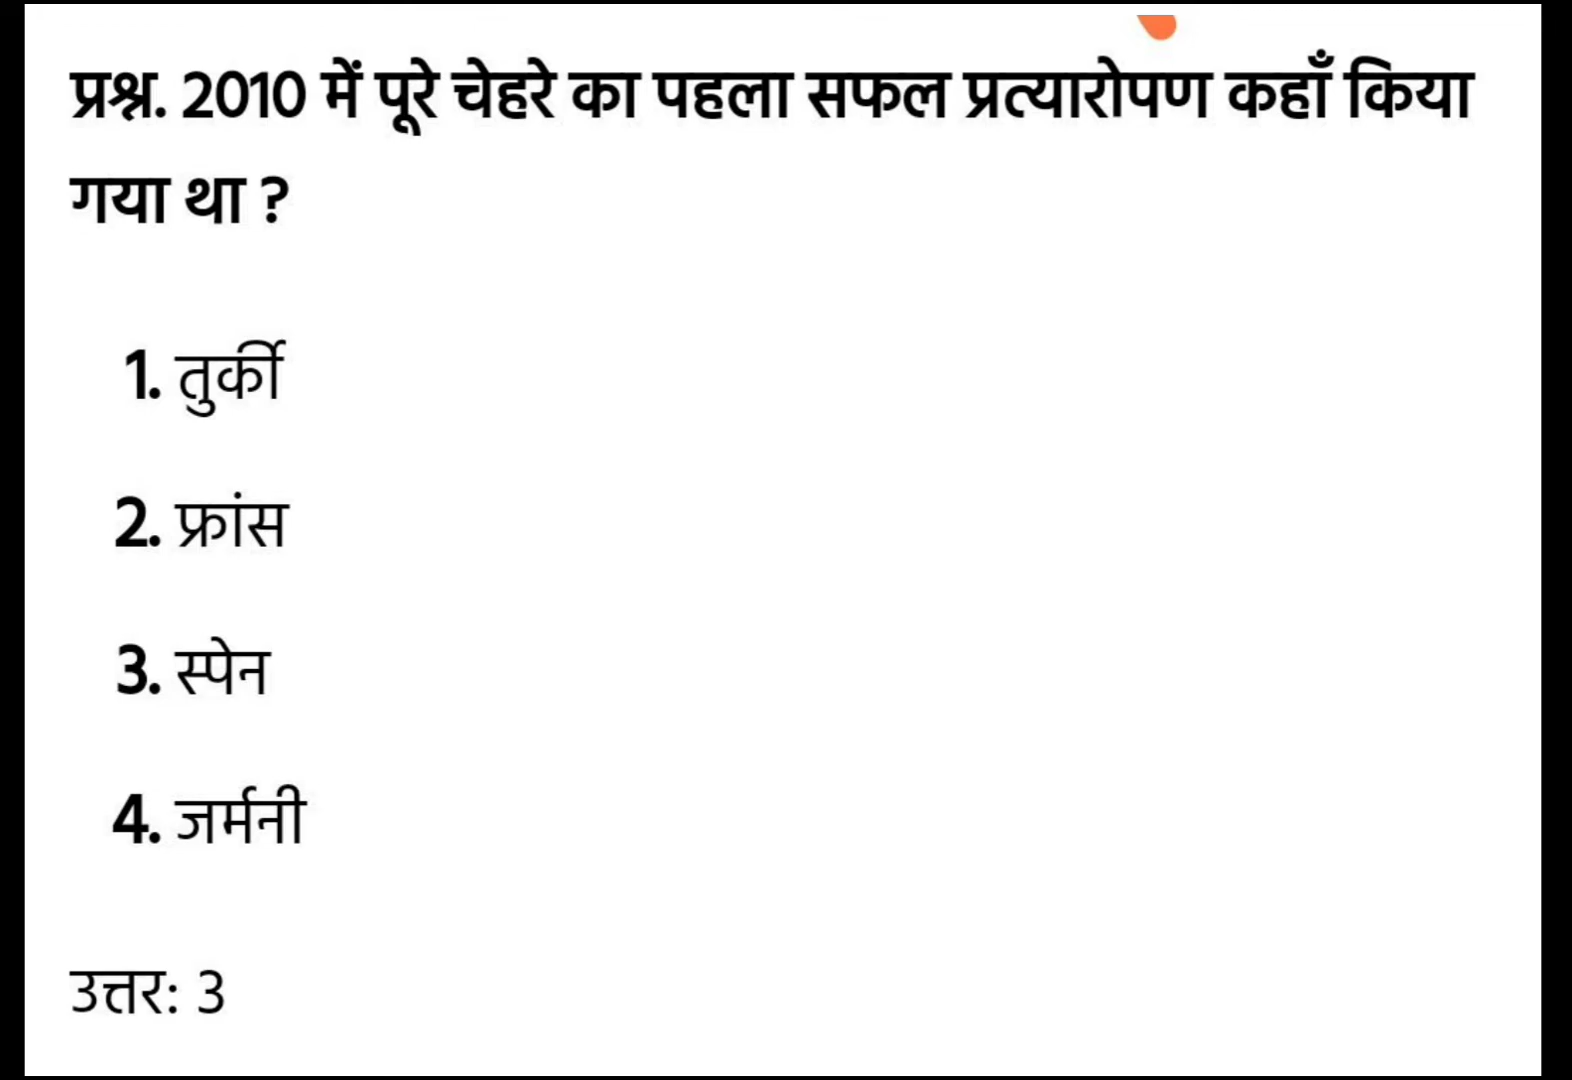 प्रश्न. 2010 में पूरे चेहरे का पहला सफल प्रत्यारोपण कहाँ किया
गया था ?
1. तुर्की
2. फ्रांस
3. स्पेन
4. जर्मनी
उत्तर: 3